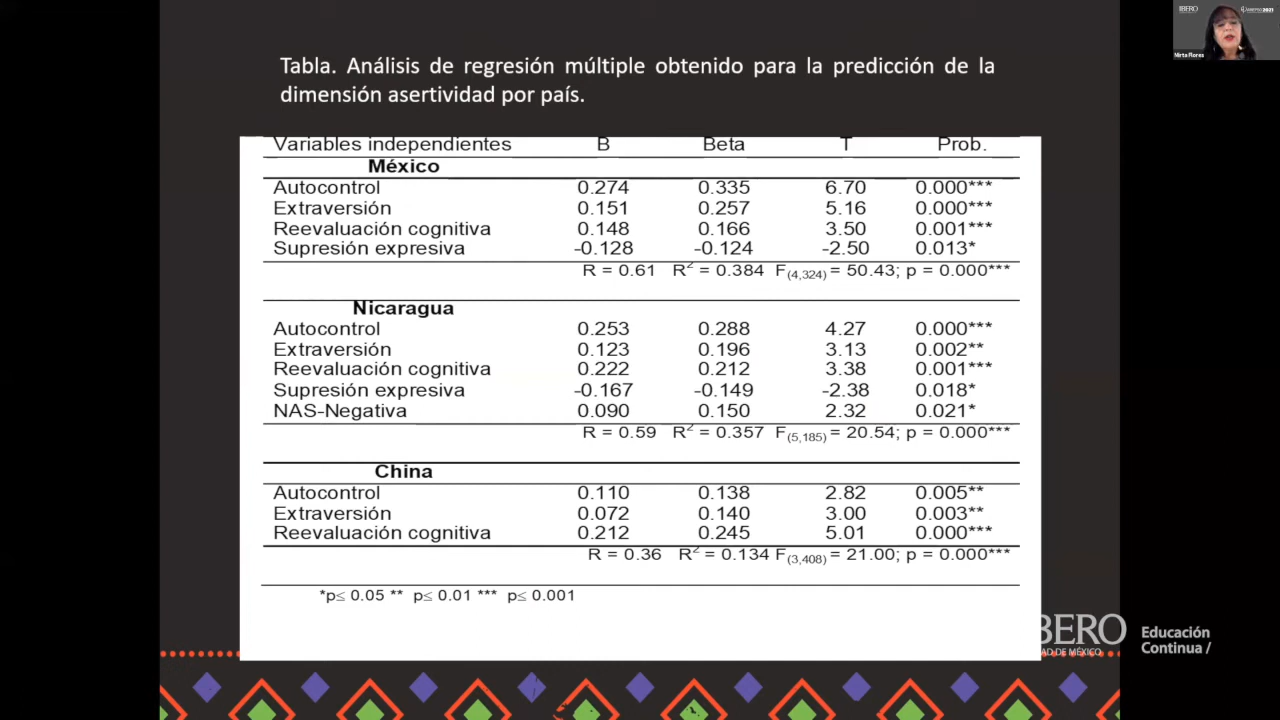 IBERO
ABIERTO 2021
Mirta Flores
Tabla. Análisis de regresión múltiple obtenido para la predicción de la
dimensión asertividad por país.
Variables independientes B Beta T Prob.
México
Autocontrol 0.274 0.335 6.70 0.000***
Extraversión 0.151 0.257 5.16 0.000***
Reevaluación cognitiva 0.148 0.166 3.50 0.001***
Supresión expresiva -0.128 -0.124 -2.50 0.013*
R = 0.61 R² = 0.384 F(4,324) = 50.43; p = 0.000***
Nicaragua
Autocontrol 0.253 0.288 4.27 0.000***
Extraversión 0.123 0.196 3.13 0.002**
Reevaluación cognitiva 0.222 0.212 3.38 0.001***
Supresión expresiva -0.167 -0.149 -2.38 0.018*
NAS-Negativa 0.090 0.150 2.32 0.021*
R = 0.59 R² = 0.357 F(5,185) = 20.54; p = 0.000***
China
Autocontrol 0.110 0.138 2.82 0.005**
Extraversión 0.072 0.140 3.00 0.003**
Reevaluación cognitiva 0.212 0.245 5.01 0.000***
R = 0.36 R² = 0.134 F(3,408) = 21.00; p = 0.000***
*p≤ 0.05 ** p≤ 0.01 *** p≤ 0.001
BERO
AD DE MÉXICO
Educación
Continua /